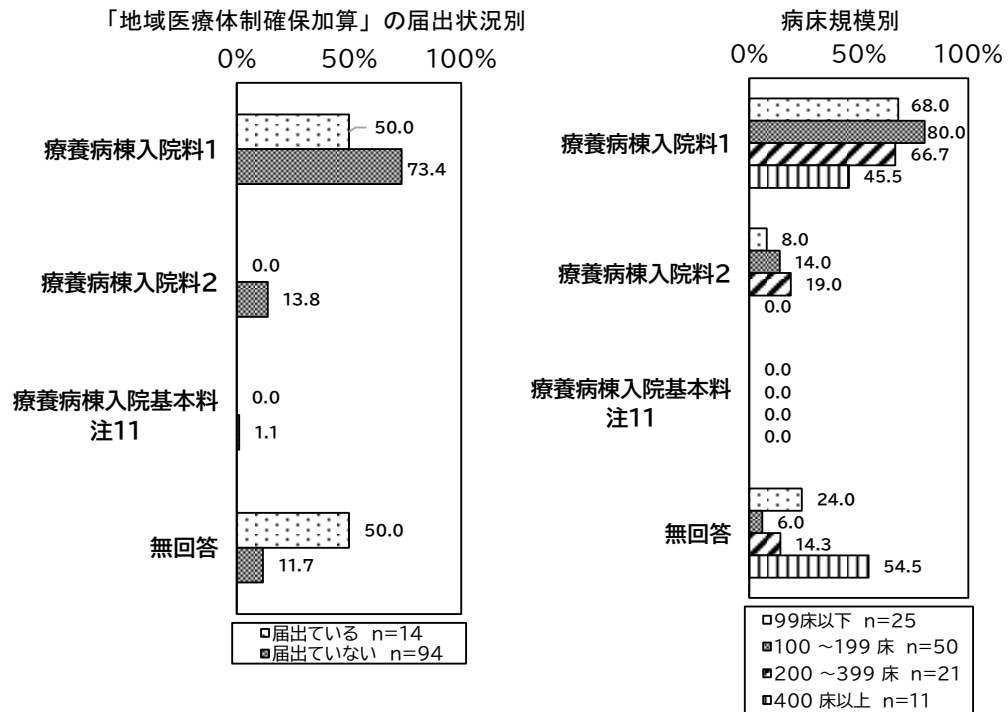 「地域医療体制確保加算」の届出状況別
0% 50% 100%
療養病棟入院料1
50.0
73.4
療養病棟入院料2
0.0
13.8
療養病棟入院基本料
注11
0.0
1.1
無回答
50.0
11.7
届出ている n=14
届出ていない n=94
病床規模別
0% 50% 100%
療養病棟入院料1
68.0
80.0
66.7
45.5
療養病棟入院料2
8.0
14.0
19.0
0.0
療養病棟入院基本料
注11
0.0
0.0
0.0
0.0
無回答
24.0
6.0
14.3
54.5
99床以下 n=25
100 ～199 床 n=50
200 ～399 床 n=21
400 床以上 n=11